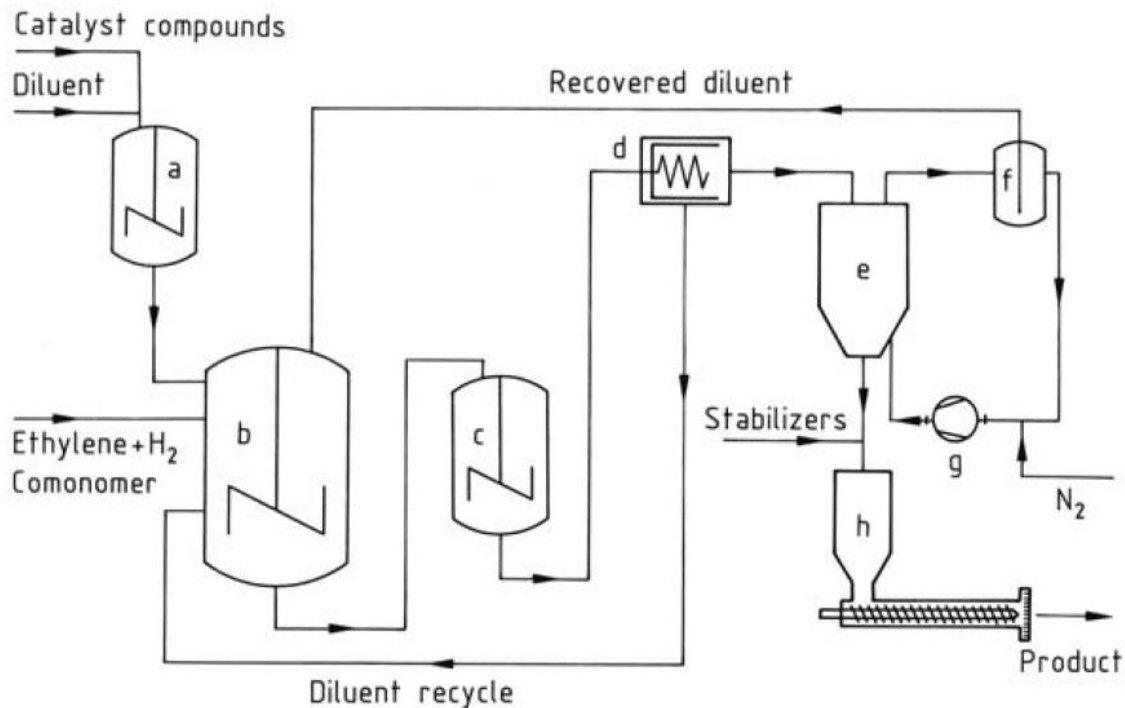 Catalyst compounds
Diluent
Recovered diluent
a
d
f
e
b
Ethylene+H₂
Comonomer
c
Stabilizers
g
N₂
h
Product
Diluent recycle